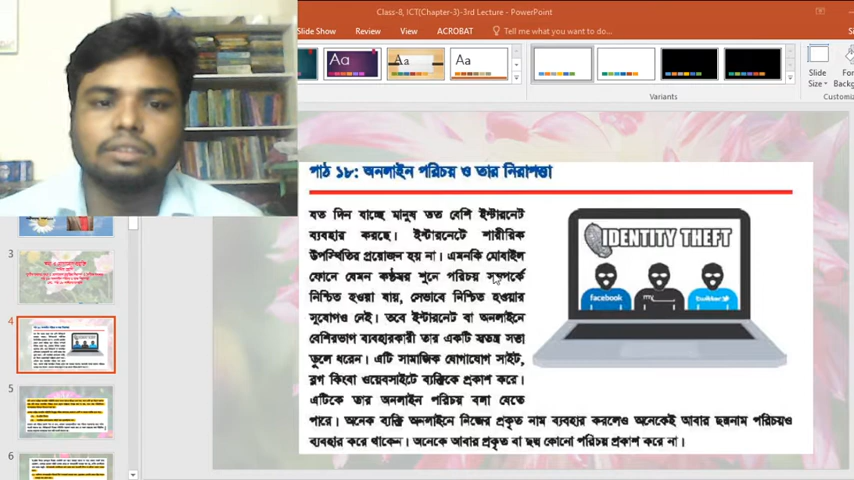 Class-8, ICT(Chapter-3)-3rd Lecture - PowerPoint
Slide Show Review View ACROBAT Tell me what you want to do...
Aa Aa Aa
Variants
Slide
Size
Customiz
পাঠ ১৮: অনলাইন পরিচয় ও তার নিরাপত্তা
যত দিন যাচ্ছে মানুষ তত বেশি ইন্টারনেট
ব্যবহার করছে। ইন্টারনেটে শারীরিক
উপস্থিতির প্রয়োজন হয় না। এমনকি মোবাইল
ফোনে যেমন কণ্ঠস্বর শুনে পরিচয় সম্পর্কে
নিশ্চিত হওয়া যায়, সেভাবে নিশ্চিত হওয়ার
সুযোগও নেই। তবে ইন্টারনেট বা অনলাইনে
বেশিরভাগ ব্যবহারকারী তার একটি স্বতন্ত্র সত্তা
তুলে ধরেন। এটি সামাজিক যোগাযোগ সাইট,
ব্লগ কিংবা ওয়েবসাইটে ব্যক্তিকে প্রকাশ করে।
এটিকে তার অনলাইন পরিচয় বলা যেতে
পারে। অনেক ব্যক্তি অনলাইনে নিজের প্রকৃত নাম ব্যবহার করলেও অনেকেই আবার ছদ্মনাম পরিচয়ও
ব্যবহার করে থাকেন। অনেকে আবার প্রকৃত বা ছদ্ম কোনো পরিচয় প্রকাশ করে না।
IDENTITY THEFT
facebook my twitter
3
4
5
6